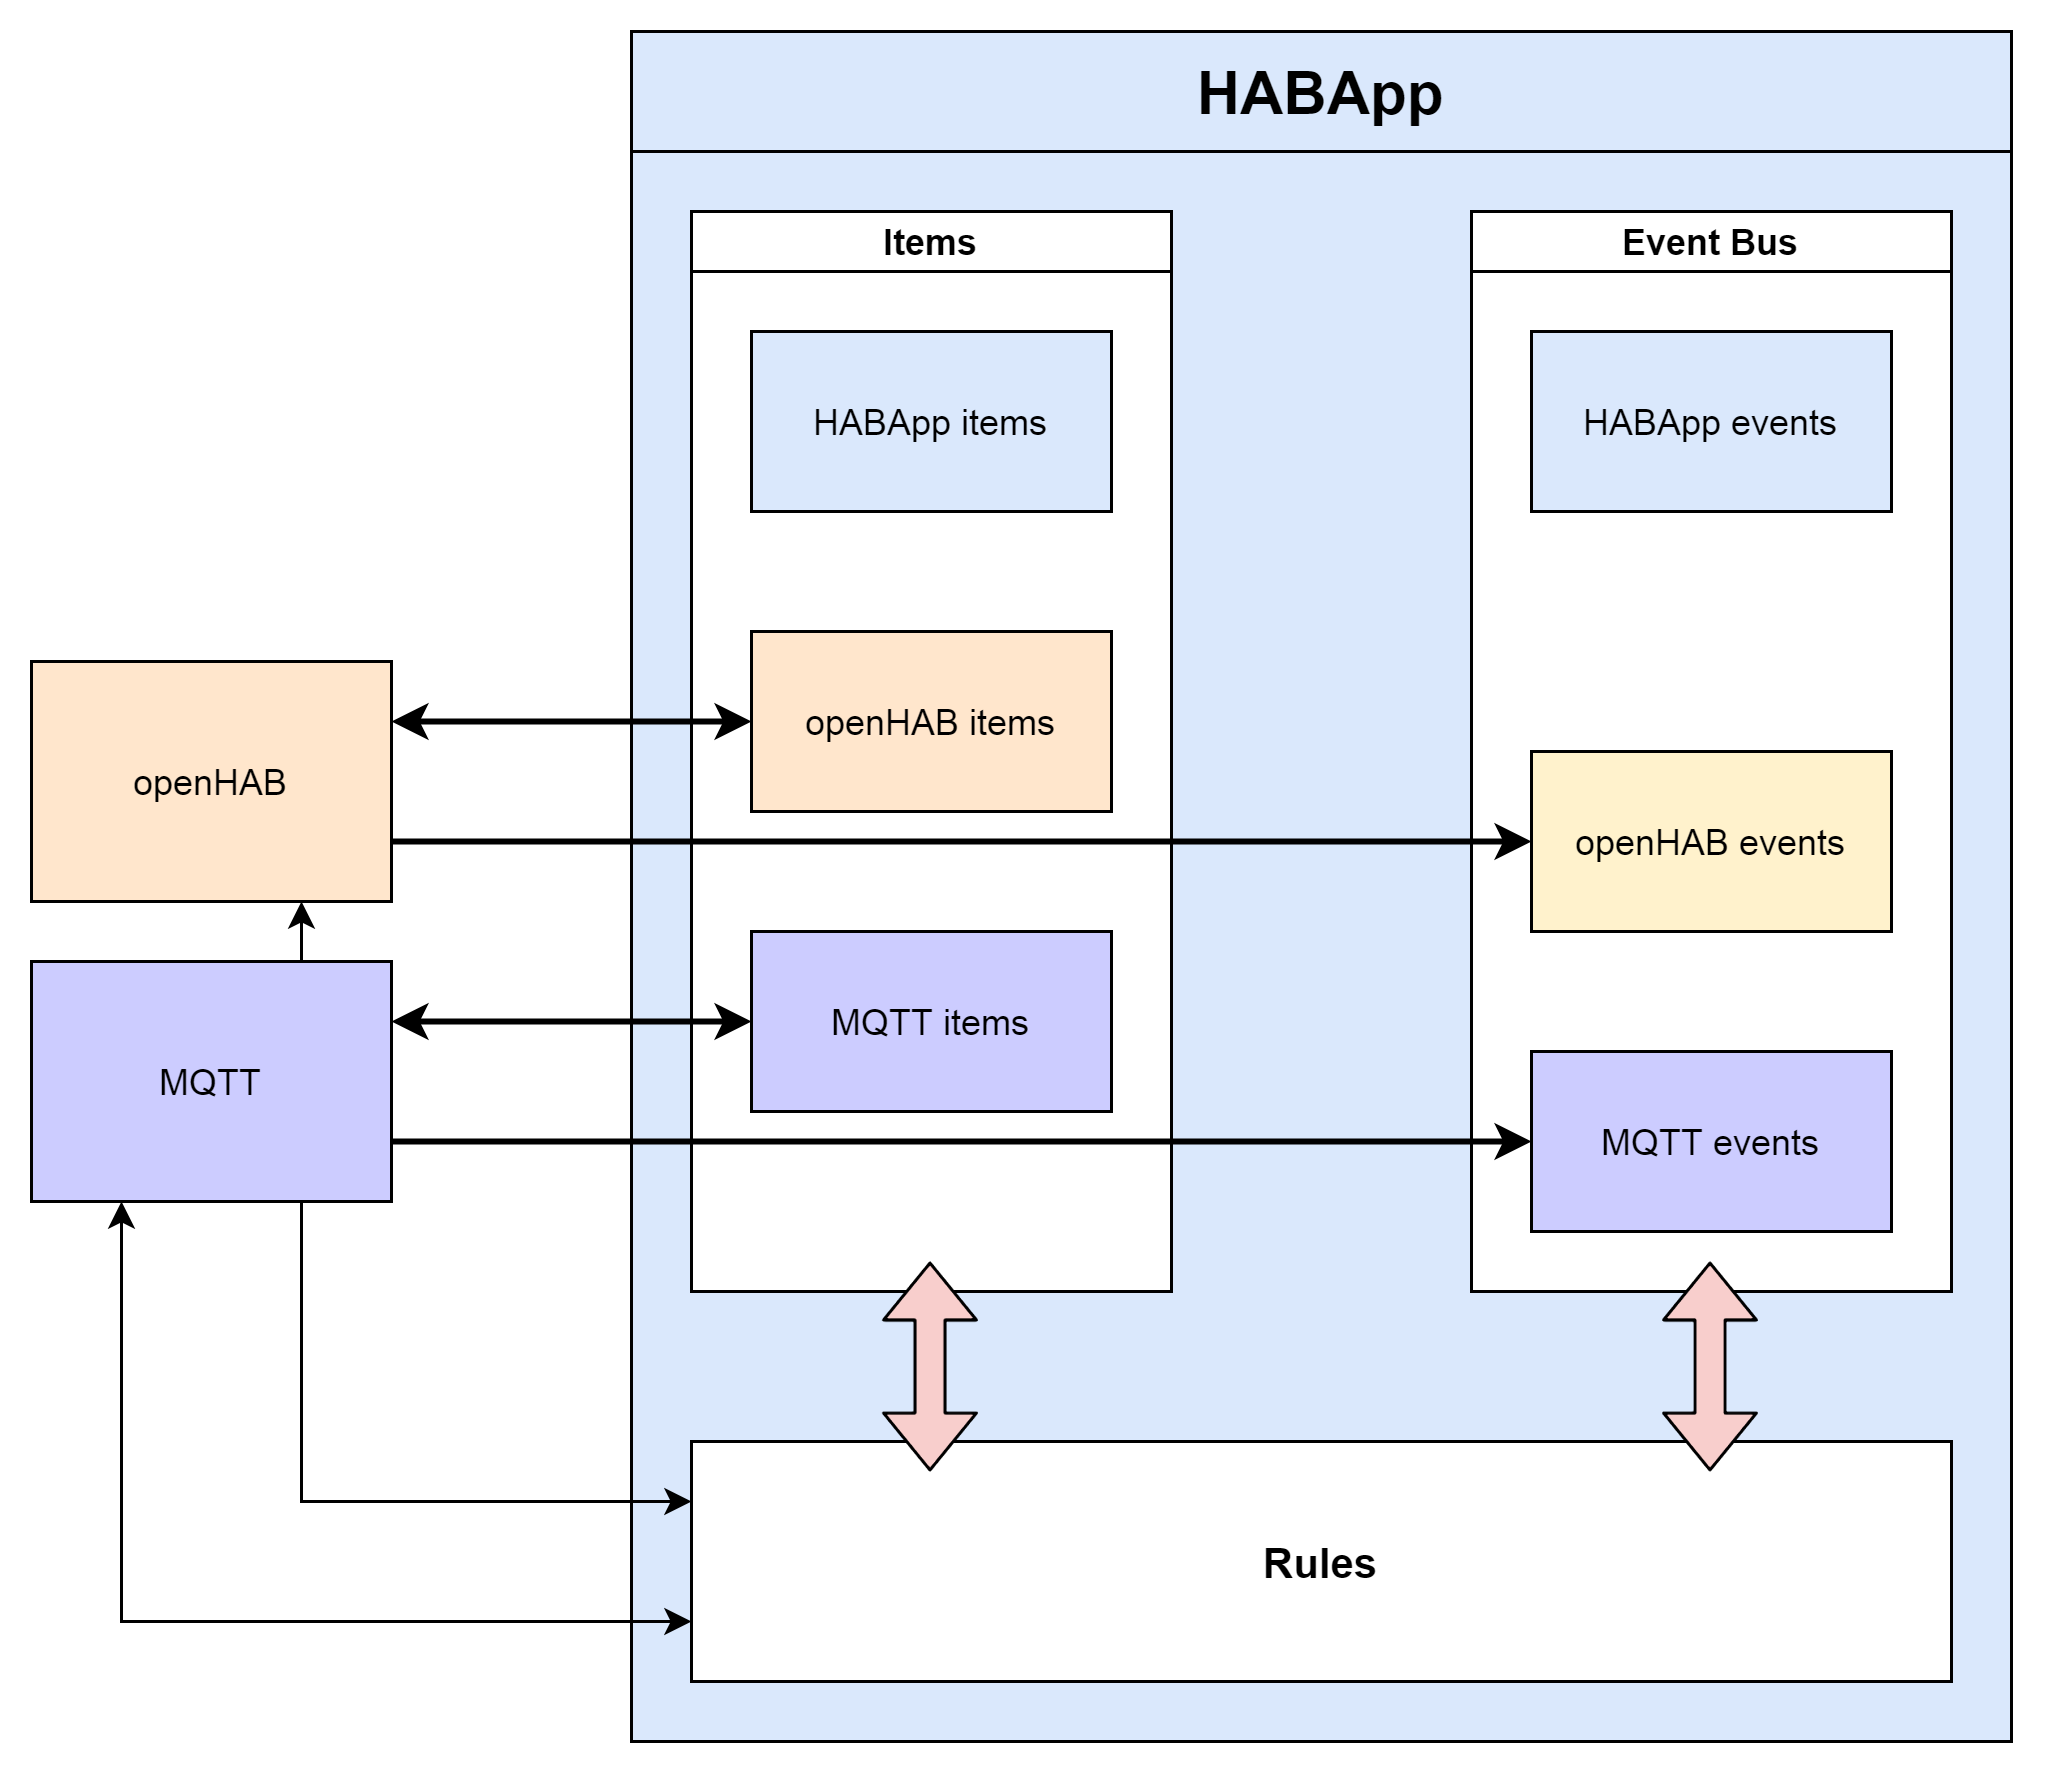 HABApp
Items
Event Bus
HABApp items
HABApp events
openHAB items
openHAB
openHAB events
MQTT items
MQTT
MQTT events
Rules